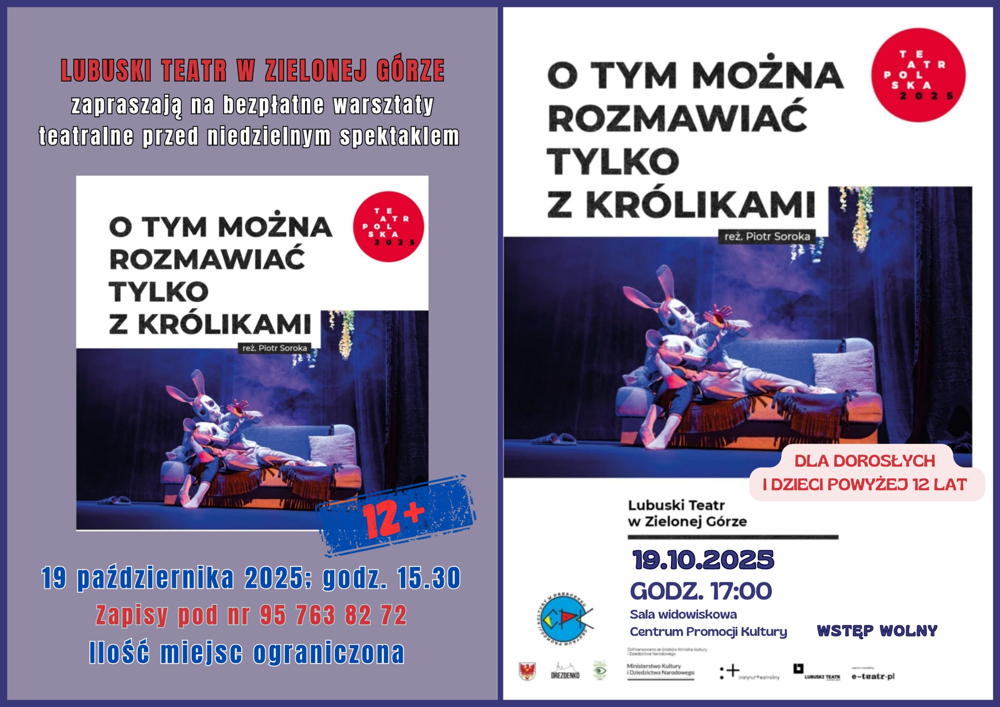 LUBUSKI TEATR W ZIELONEJ GÓRZE
zapraszają na bezpłatne warsztaty
teatralne przed niedzielnym spektaklem
O TYM MOŻNA
ROZMAWIAĆ
TYLKO
Z KRÓLIKAMI
reż. Piotr Soroka
TE
ATR
POL
SKA
2025
12+
19 października 2025; godz. 15.30
Zapisy pod nr 95 763 82 72
Ilość miejsc ograniczona
O TYM MOŻNA
ROZMAWIAĆ
TYLKO
Z KRÓLIKAMI
reż. Piotr Soroka
TE
ATR
POL
SKA
2025
DLA DOROSŁYCH
I DZIECI POWYŻEJ 12 LAT
Lubuski Teatr
w Zielonej Górze
19.10.2025
GODZ. 17:00
Sala widowiskowa
Centrum Promocji Kultury
WSTĘP WOLNY
CENTRUM PROMOCJI KULTURY W DREZDENKU
CPK
Dofinansowano ze środków Ministra Kultury
i Dziedzictwa Narodowego
DREZDENKO
Ministerstwo Kultury
i Dziedzictwa Narodowego
:+ instytut+teatralny
LUBUSKI TEATR
patron medialny:
e-teatr.pl